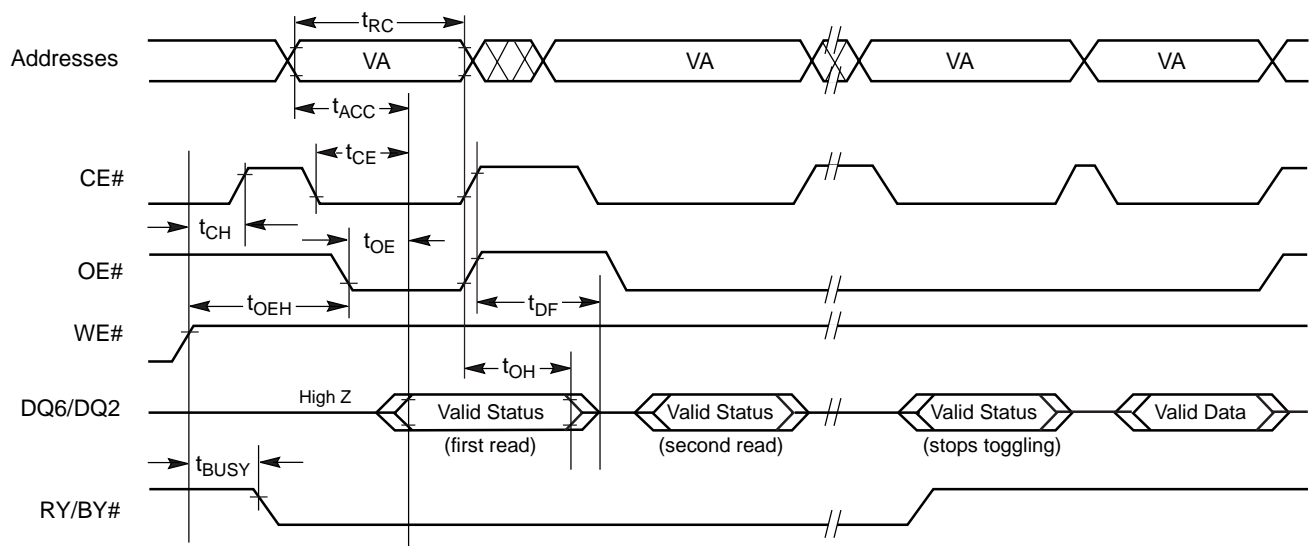 tRC
Addresses VA VA VA VA
tACC
tCE
CE#
tCH tOE
OE#
tOEH tDF
WE#
tOH
High Z
DQ6/DQ2 Valid Status Valid Status Valid Status Valid Data
(first read) (second read) (stops toggling)
tBUSY
RY/BY#